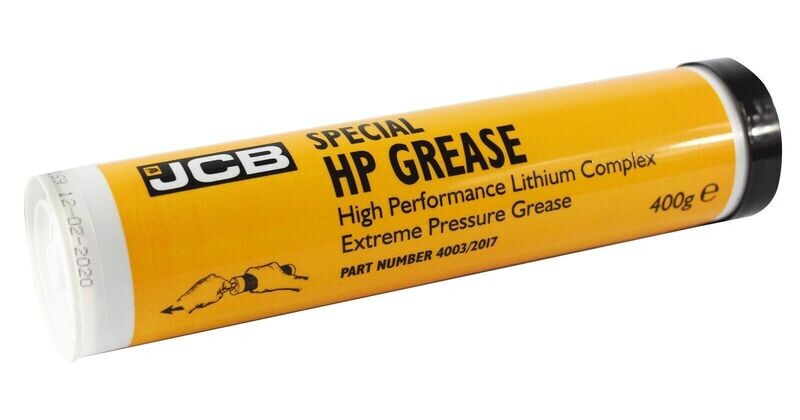 JCB
SPECIAL
HP GREASE
High Performance Lithium Complex
Extreme Pressure Grease
PART NUMBER 4003/2017
400g ℮
12-02-2020